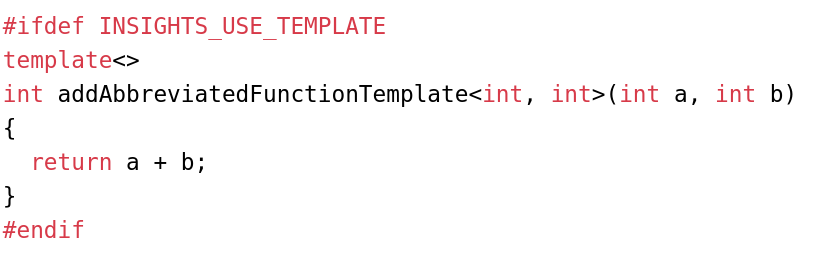 #ifdef INSIGHTS_USE_TEMPLATE
template<>
int addAbbreviatedFunctionTemplate<int, int>(int a, int b)
{
  return a + b;
}
#endif